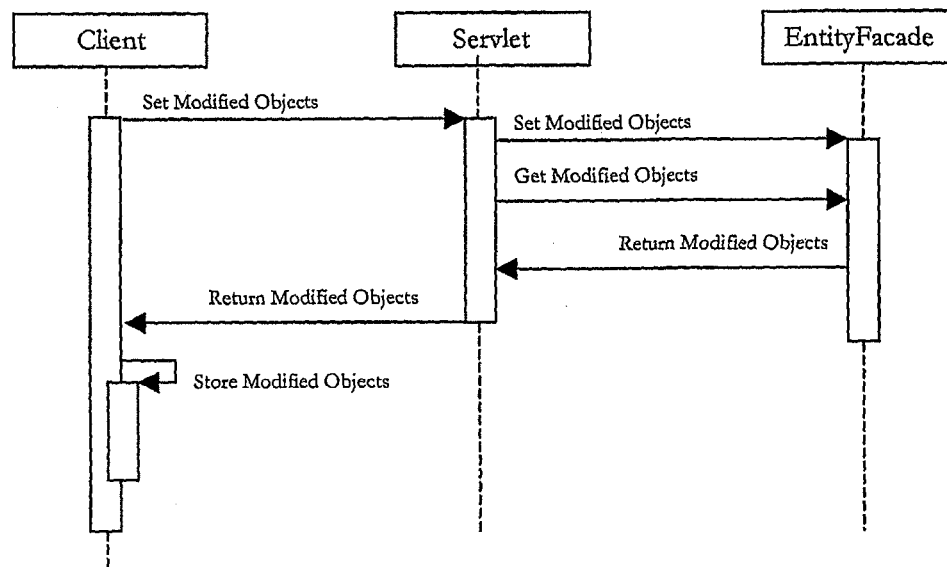 Client
Servlet
EntityFacade
Set Modified Objects
Set Modified Objects
Get Modified Objects
Return Modified Objects
Return Modified Objects
Store Modified Objects